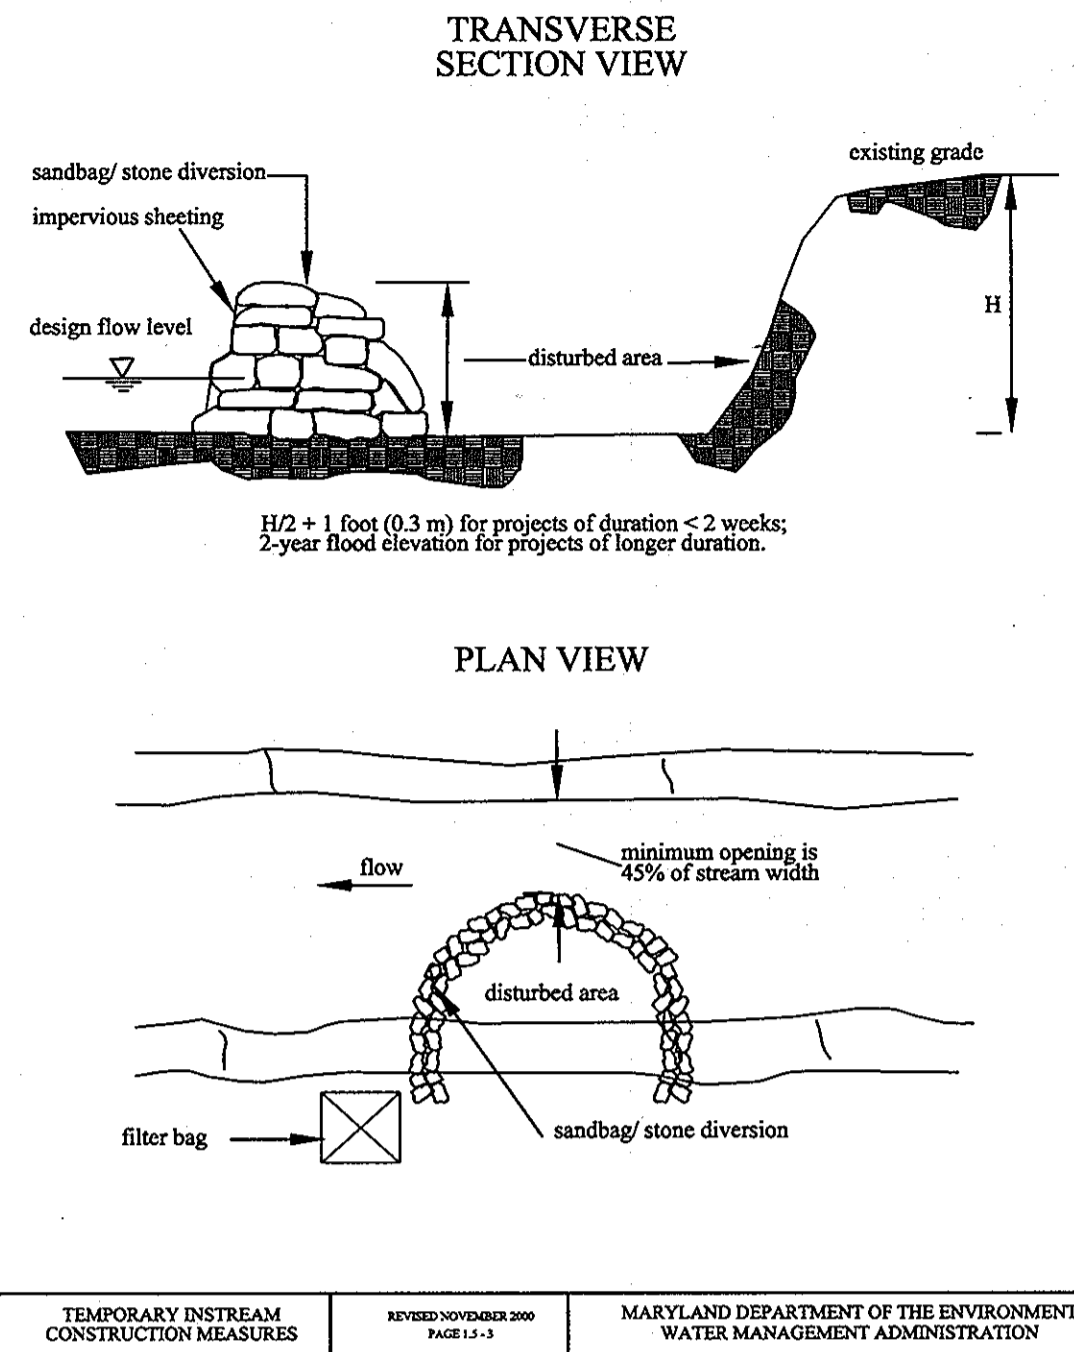 TRANSVERSE
SECTION VIEW
existing grade
sandbag/ stone diversion
impervious sheeting
design flow level
H
disturbed area
H/2 + 1 foot (0.3 m) for projects of duration < 2 weeks;
2-year flood elevation for projects of longer duration.
PLAN VIEW
minimum opening is
45% of stream width
flow
disturbed area
filter bag
sandbag/ stone diversion
TEMPORARY INSTREAM
CONSTRUCTION MEASURES
REVISED NOVEMBER 2000
PAGE 1.5 - 3
MARYLAND DEPARTMENT OF THE ENVIRONMENT
WATER MANAGEMENT ADMINISTRATION